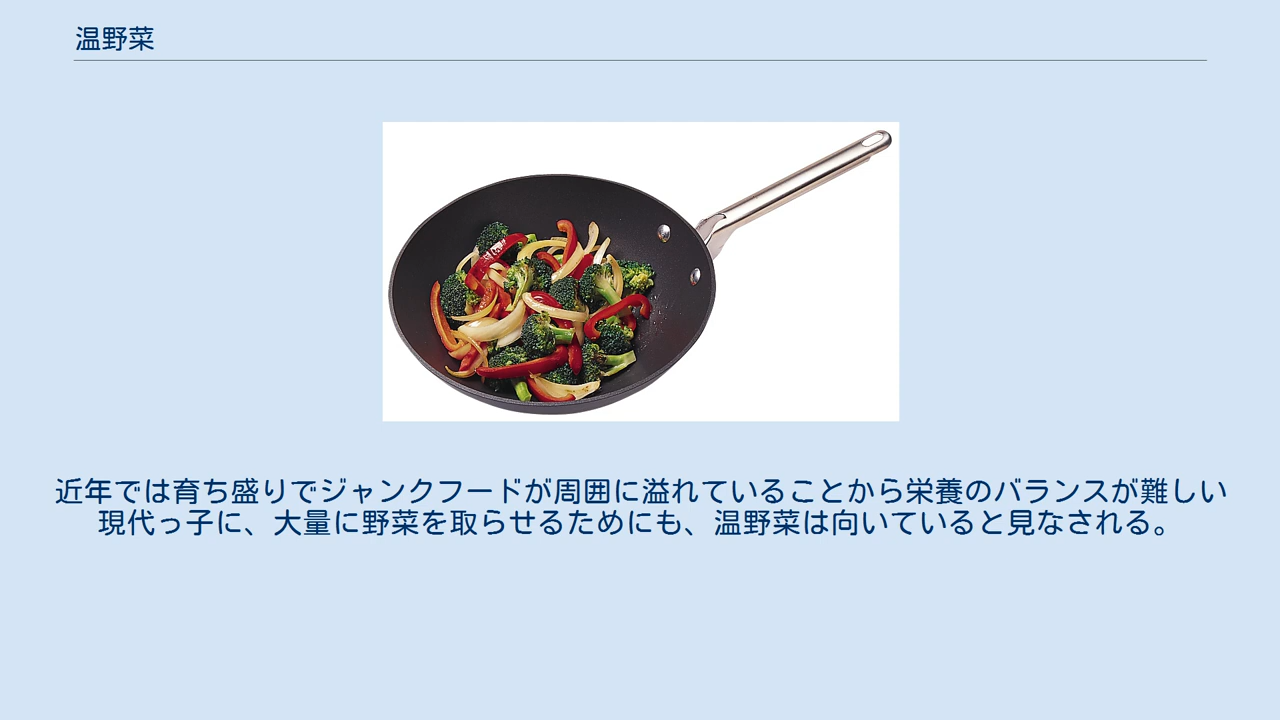 温野菜
近年では育ち盛りでジャンクフードが周囲に溢れていることから栄養のバランスが難しい
現代っ子に、大量に野菜を取らせるためにも、温野菜は向いていると見なされる。